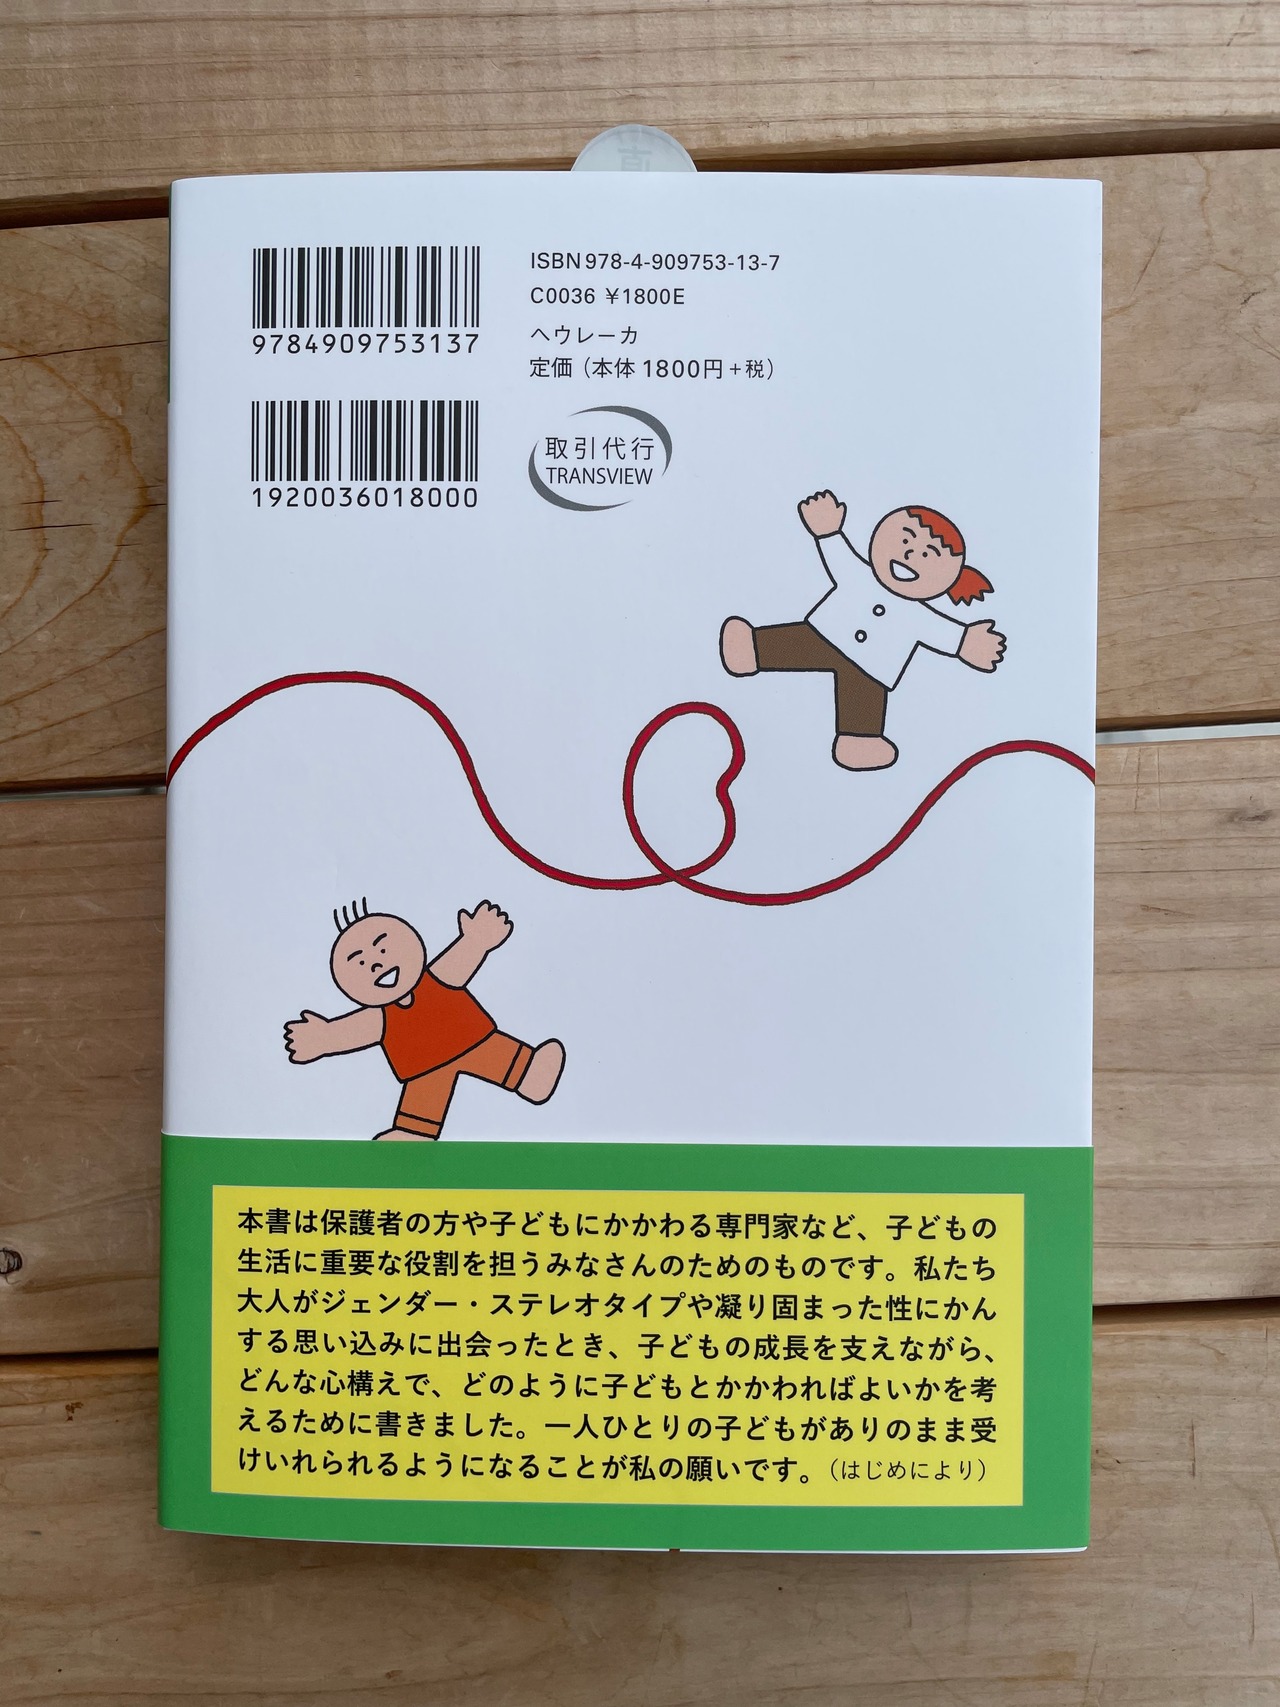 ISBN978-4-909753-13-7
C0036 ¥1800E
ヘウレーカ
定価(本体1800円+税)
9784909753137
1920036018000
取引代行
TRANSVIEW
本書は保護者の方や子どもにかかわる専門家など、子どもの
生活に重要な役割を担うみなさんのためのものです。私たち
大人がジェンダー・ステレオタイプや凝り固まった性にかん
する思い込みに出会ったとき、子どもの成長を支えながら、
どんな心構えで、どのように子どもとかかわればよいかを考
えるために書きました。一人ひとりの子どもがありのまま受
けいれられるようになることが私の願いです。(はじめにより)